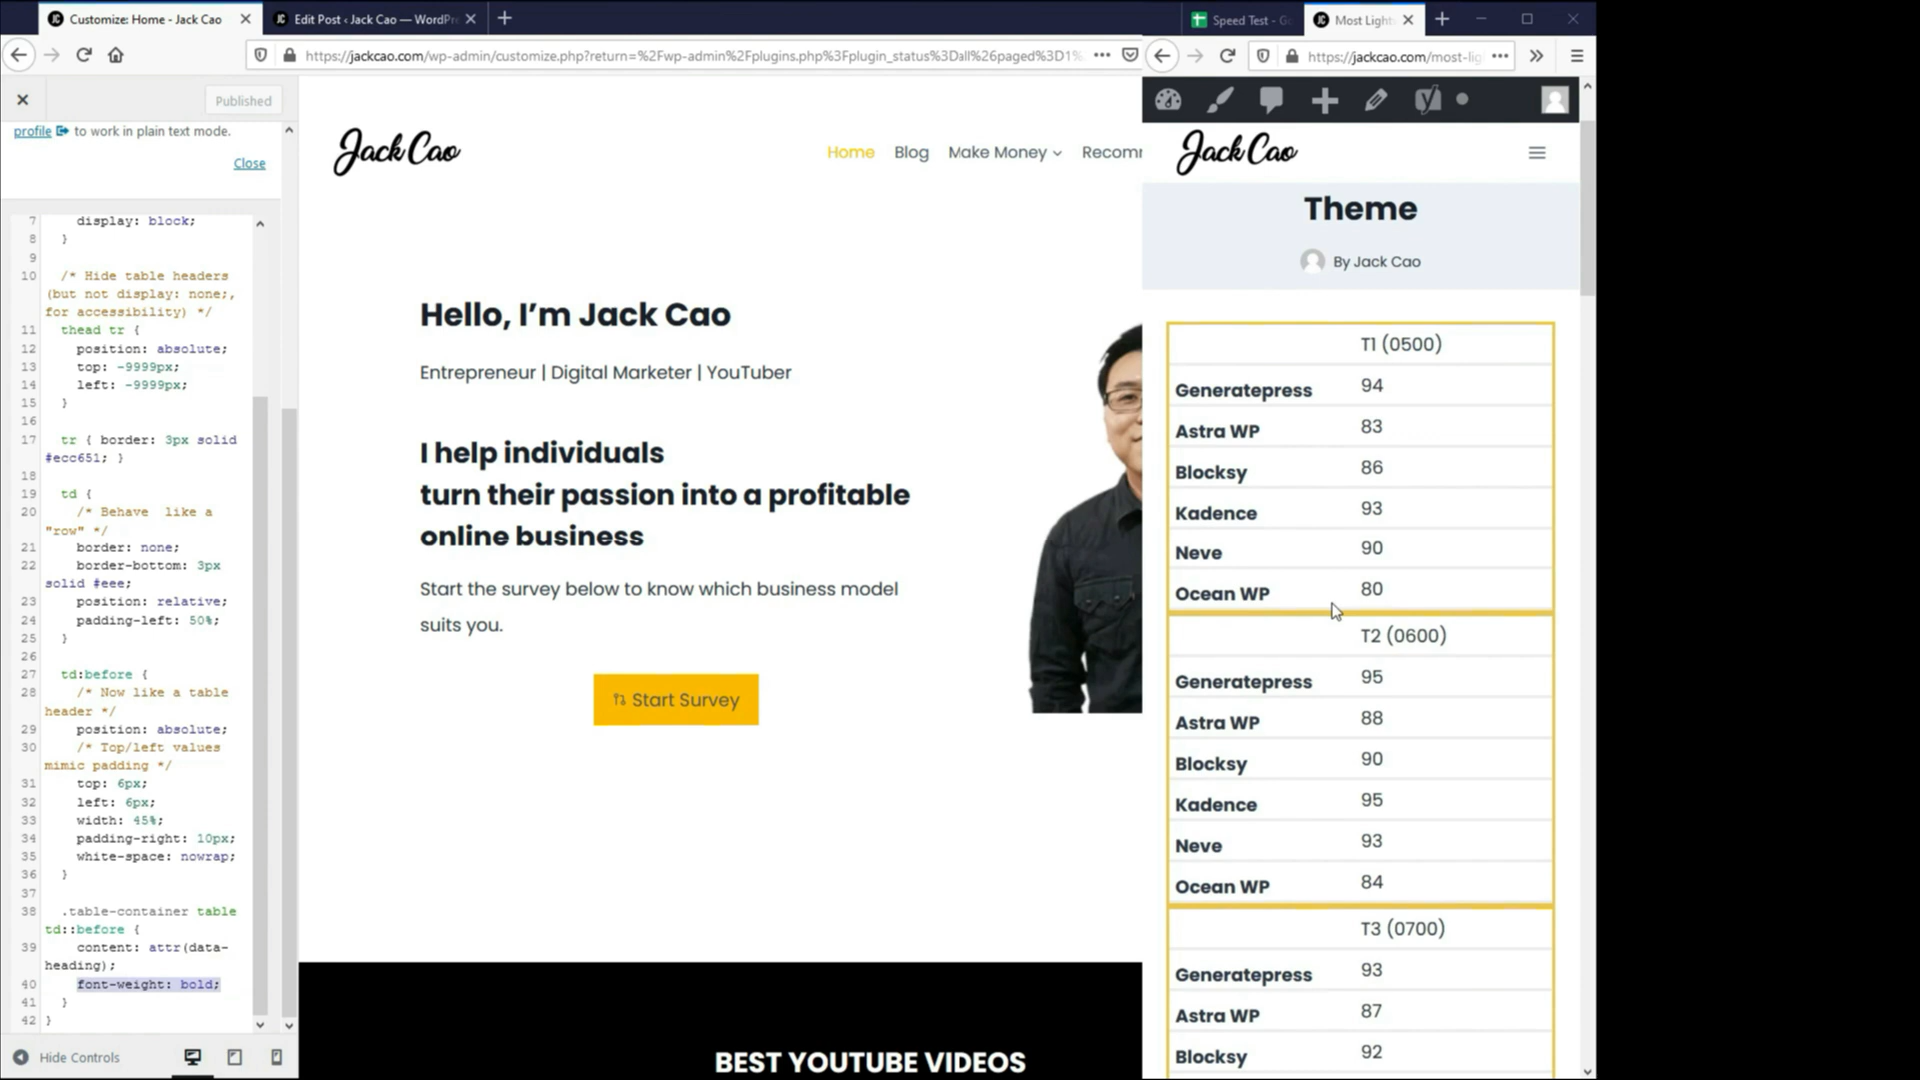 Customize: Home - Jack Cao
Edit Post ‹ Jack Cao — WordPr
Speed Test - G
Most Light
https://jackcao.com/wp-admin/customize.php?return=%2Fwp-admin%2Fplugins.php%3Fplugin_status%3Dall%26paged%3D1%
https://jackcao.com/most-lig
Published
profile to work in plain text mode.
Close
7 display: block;
8 }
9
10 /* Hide table headers
(but not display: none;,
for accessibility) */
11 thead tr {
12 position: absolute;
13 top: -9999px;
14 left: -9999px;
15 }
16
17 tr { border: 3px solid
#ecc651; }
18
19 td {
20 /* Behave like a
"row" */
21 border: none;
22 border-bottom: 3px
solid #eee;
23 position: relative;
24 padding-left: 50%;
25 }
26
27 td:before {
28 /* Now like a table
header */
29 position: absolute;
30 /* Top/left values
mimic padding */
31 top: 6px;
32 left: 6px;
33 width: 45%;
34 padding-right: 10px;
35 white-space: nowrap;
36 }
37
38 .table-container table
td::before {
39 content: attr(data-
heading);
40 font-weight: bold;
41 }
42 }
Hide Controls
Jack Cao
Home Blog Make Money Recomm
Hello, I'm Jack Cao
Entrepreneur | Digital Marketer | YouTuber
I help individuals
turn their passion into a profitable
online business
Start the survey below to know which business model
suits you.
Start Survey
BEST YOUTUBE VIDEOS
Jack Cao
Theme
By Jack Cao
T1 (0500)
Generatepress 94
Astra WP 83
Blocksy 86
Kadence 93
Neve 90
Ocean WP 80
T2 (0600)
Generatepress 95
Astra WP 88
Blocksy 90
Kadence 95
Neve 93
Ocean WP 84
T3 (0700)
Generatepress 93
Astra WP 87
Blocksy 92